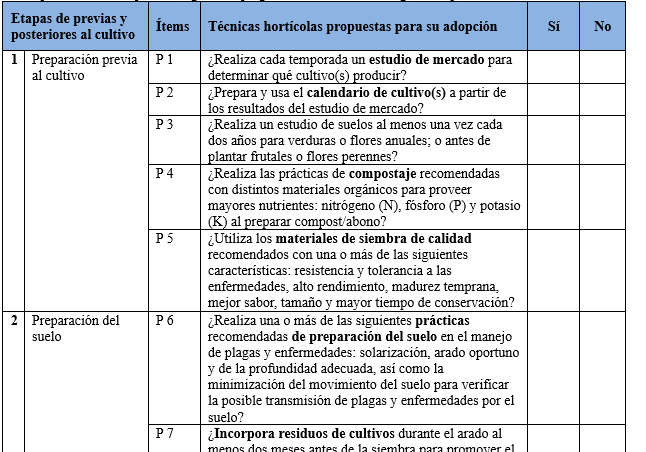 Etapas de previas y posteriores al cultivo Ítems Técnicas hortícolas propuestas para su adopción Sí No
1 Preparación previa al cultivo
P 1 ¿Realiza cada temporada un estudio de mercado para
determinar qué cultivo(s) producir?
P 2 ¿Prepara y usa el calendario de cultivo(s) a partir de
los resultados del estudio de mercado?
P 3 ¿Realiza un estudio de suelos al menos una vez cada
dos años para verduras o flores anuales; o antes de
plantar frutales o flores perennes?
P 4 ¿Realiza las prácticas de compostaje recomendadas
con distintos materiales orgánicos para proveer
mayores nutrientes: nitrógeno (N), fósforo (P) y potasio
(K) al preparar compost/abono?
P 5 ¿Utiliza los materiales de siembra de calidad
recomendados con una o más de las siguientes
características: resistencia y tolerancia a las
enfermedades, alto rendimiento, madurez temprana,
mejor sabor, tamaño y mayor tiempo de conservación?
2 Preparación del suelo
P 6 ¿Realiza una o más de las siguientes prácticas
recomendadas de preparación del suelo en el manejo
de plagas y enfermedades: solarización, arado oportuno
y de la profundidad adecuada, así como la
minimización del movimiento del suelo para verificar
la posible transmisión de plagas y enfermedades por el
suelo?
P 7 ¿Incorpora residuos de cultivos durante el arado al
menos dos meses antes de la siembra para promover el